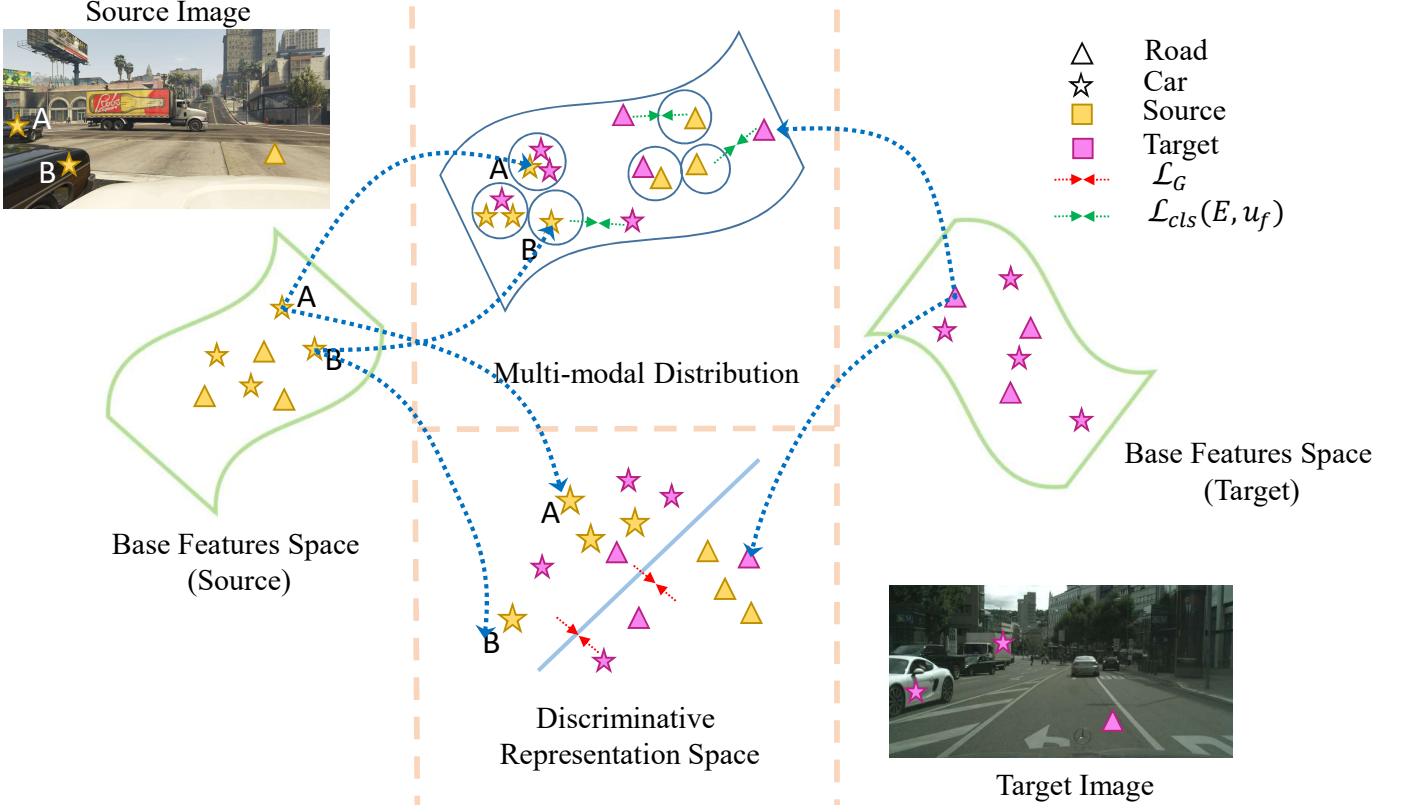 Source Image
A
B
A
B
Base Features Space
(Source)
A
B
Multi-modal Distribution
A
B
Discriminative
Representation Space
Road
Car
Source
Target
ℒ_G
ℒ_cls(E, u_f)
Base Features Space
(Target)
Target Image